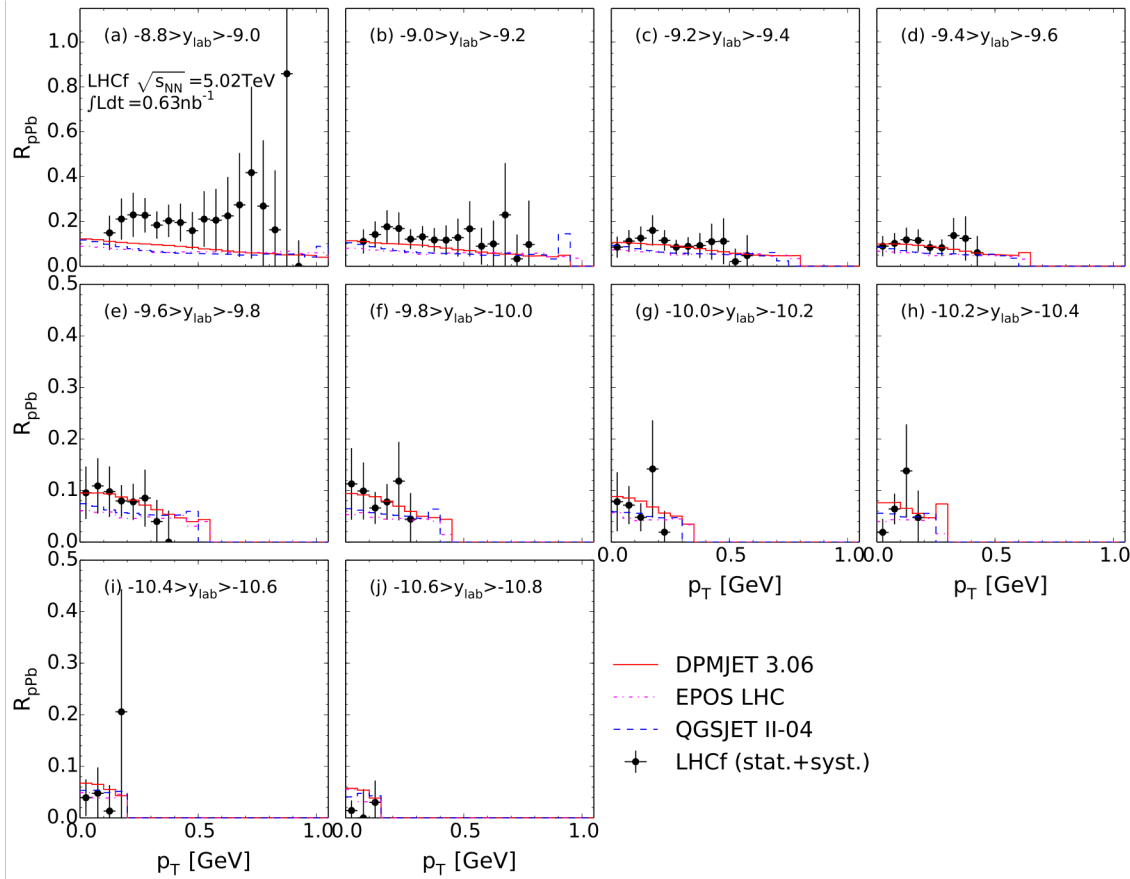 (a) -8.8>y_lab>-9.0
(b) -9.0>y_lab>-9.2
(c) -9.2>y_lab>-9.4
(d) -9.4>y_lab>-9.6
LHCf √s_NN =5.02TeV
∫Ldt=0.63nb⁻¹
R_pPb
1.0
0.8
0.6
0.4
0.2
0.0
(e) -9.6>y_lab>-9.8
(f) -9.8>y_lab>-10.0
(g) -10.0>y_lab>-10.2
(h) -10.2>y_lab>-10.4
R_pPb
0.5
0.4
0.3
0.2
0.1
0.0
0.0 0.5 1.0
p_T [GeV]
0.0 0.5 1.0
p_T [GeV]
(i) -10.4>y_lab>-10.6
(j) -10.6>y_lab>-10.8
R_pPb
0.5
0.4
0.3
0.2
0.1
0.0
0.0 0.5 1.0
p_T [GeV]
0.0 0.5 1.0
p_T [GeV]
DPMJET 3.06
EPOS LHC
QGSJET II-04
LHCf (stat.+syst.)